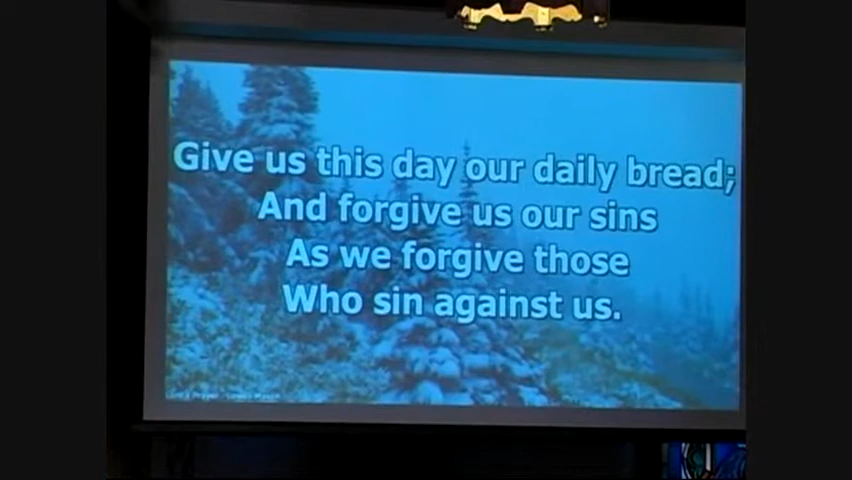 Give us this day our daily bread;
And forgive us our sins
As we forgive those
Who sin against us.